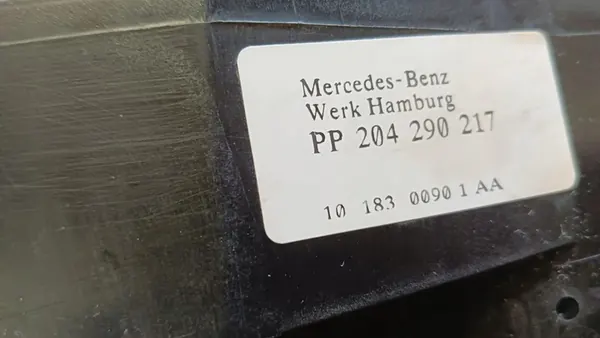 Mercedes-Benz
Werk Hamburg
PP 204 290 217
10 183 0090 1 AA